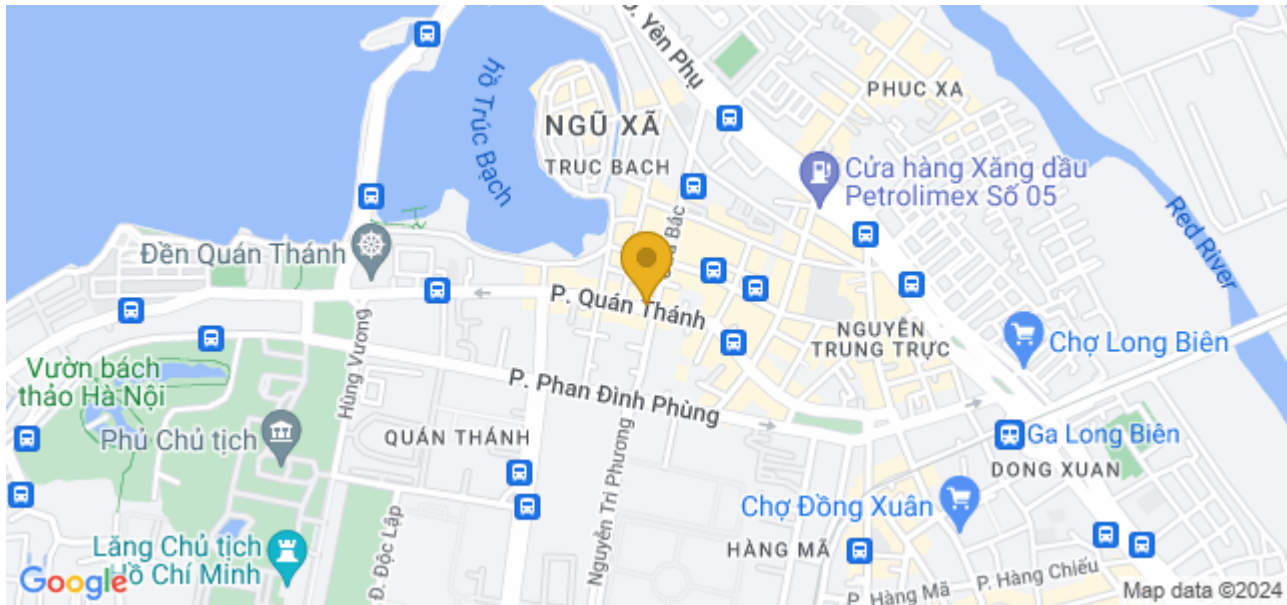 Đ. Yên Phụ
PHUC XA
Hồ Trúc Bạch
NGŨ XÃ
TRUC BACH
Cửa hàng Xăng dầu
Petrolimex Số 05
Red River
Đền Quán Thánh
P. Quán Thánh
NGUYỄN
TRUNG TRỰC
Chợ Long Biên
Vườn bách
thảo Hà Nội
Hùng Vương
P. Phan Đình Phùng
Phủ Chủ tịch
QUÁN THÁNH
Ga Long Biên
DONG XUAN
Nguyễn Tri Phương
Chợ Đồng Xuân
Đ. Độc Lập
HÀNG MÃ
Lăng Chủ tịch
Hồ Chí Minh
P. Hàng Chiếu
P. Hàng Mã
Google
Map data ©2024